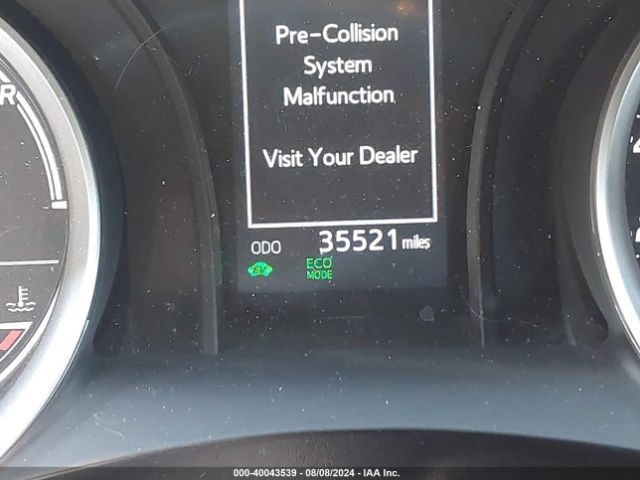 Pre-Collision
System
Malfunction
Visit Your Dealer
ODO 35521 miles
EV ECO
MODE
000-40043539 - 08/08/2024 - IAA Inc.